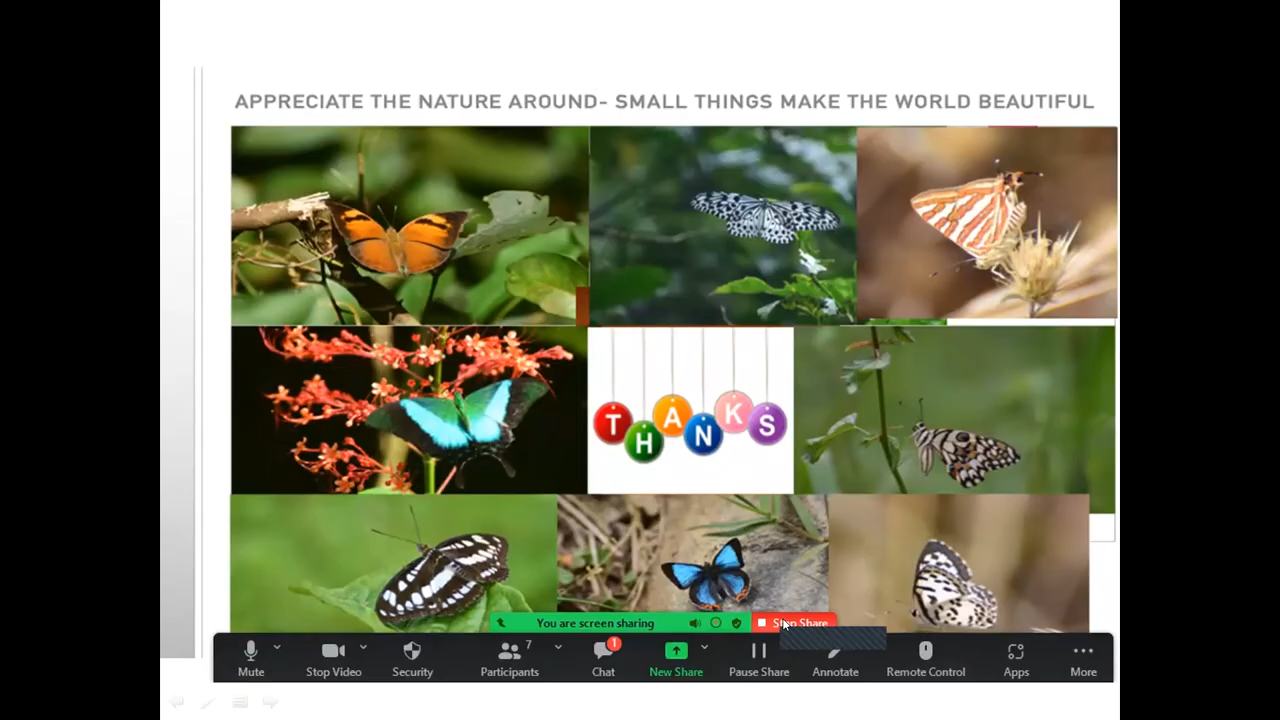 APPRECIATE THE NATURE AROUND- SMALL THINGS MAKE THE WORLD BEAUTIFUL
THANKS
You are screen sharing Stop Share
7 1
Mute Stop Video Security Participants Chat New Share Pause Share Annotate Remote Control Apps More